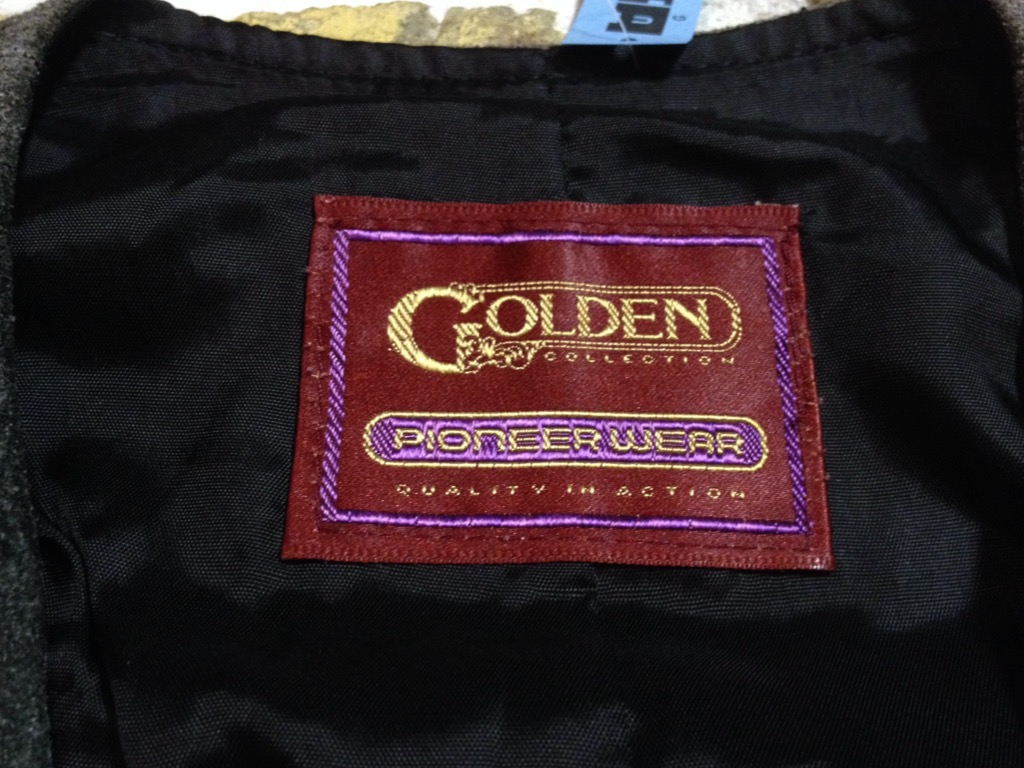 GOLDEN
COLLECTION
PIONEER WEAR
QUALITY IN ACTION